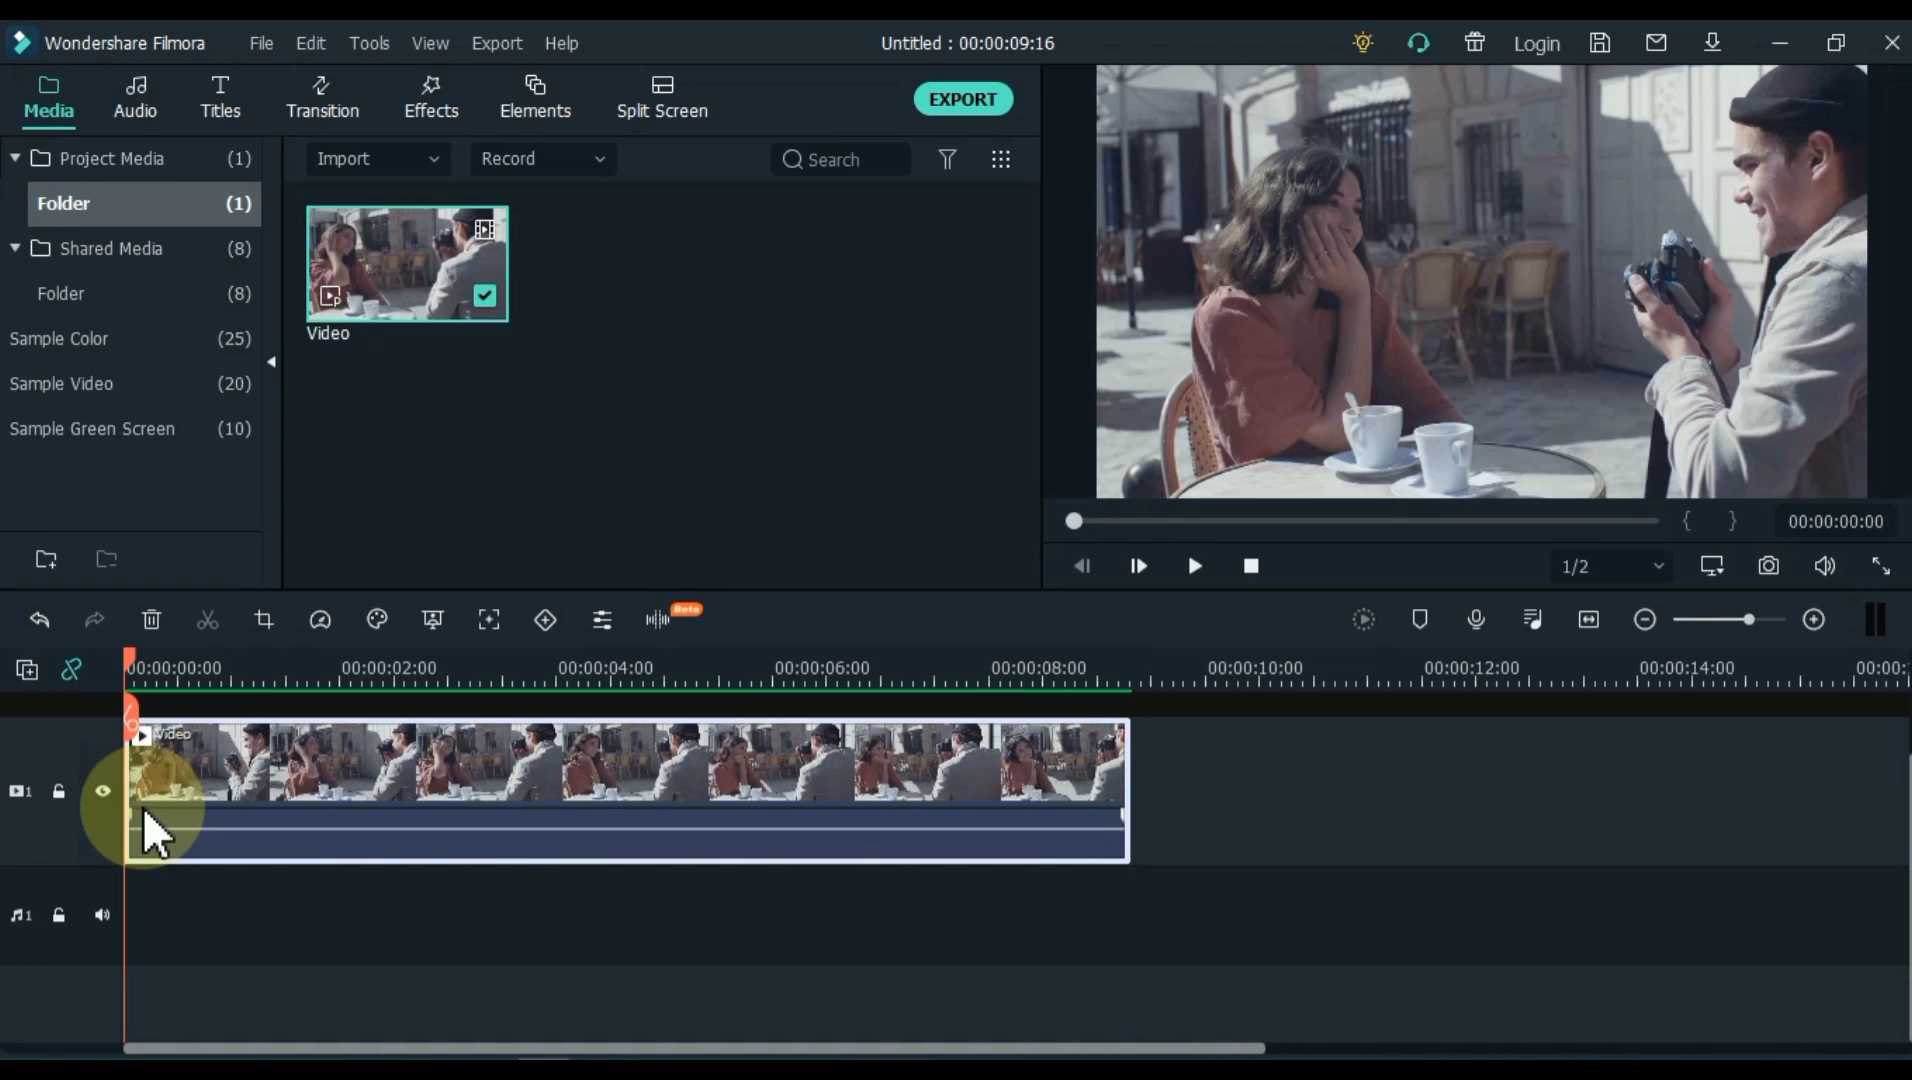 Wondershare Filmora File Edit Tools View Export Help Untitled : 00:00:09:16 Login
Media Audio Titles Transition Effects Elements Split Screen EXPORT
Project Media (1)
Folder (1)
Shared Media (8)
Folder (8)
Sample Color (25)
Sample Video (20)
Sample Green Screen (10)
Import Record Search
Video
00:00:00:00
1/2
Beta
00:00:00:00 00:00:02:00 00:00:04:00 00:00:06:00 00:00:08:00 00:00:10:00 00:00:12:00 00:00:14:00 00:00:
Video
1
1